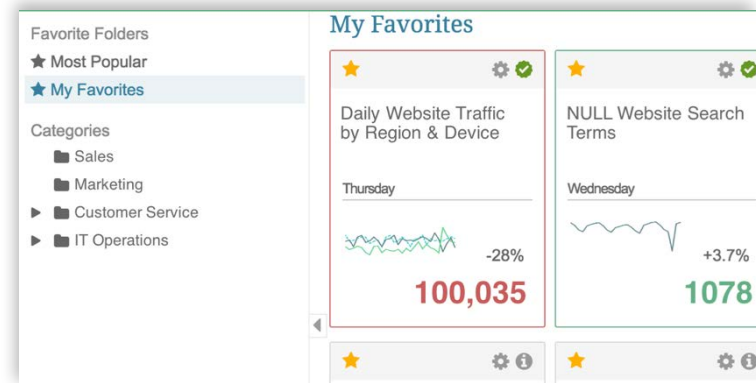 Favorite Folders
Most Popular
My Favorites
Categories
Sales
Marketing
Customer Service
IT Operations
My Favorites
Daily Website Traffic
by Region & Device
Thursday
-28%
100,035
NULL Website Search
Terms
Wednesday
+3.7%
1078